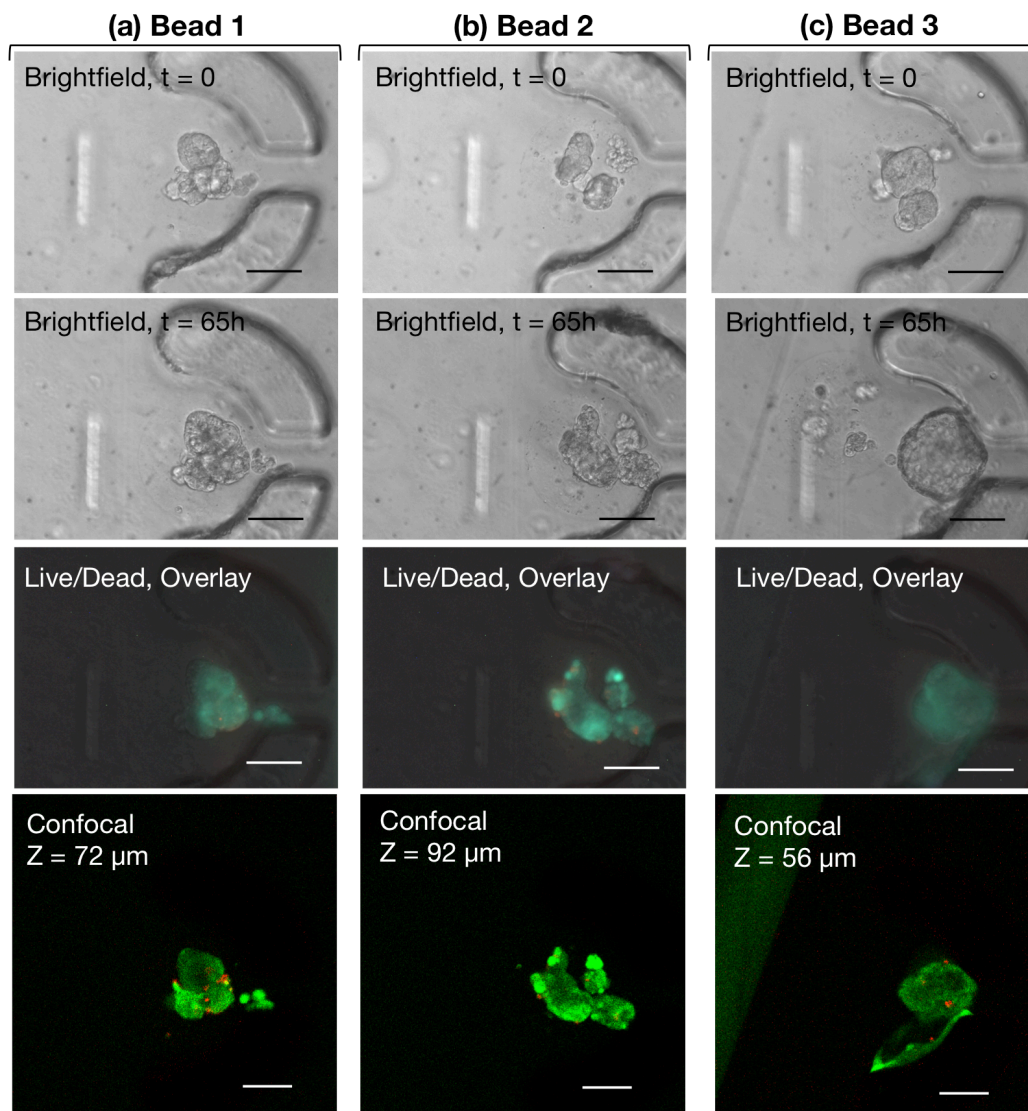 (a) Bead 1
(b) Bead 2
(c) Bead 3
Brightfield, t = 0
Brightfield, t = 0
Brightfield, t = 0
Brightfield, t = 65h
Brightfield, t = 65h
Brightfield, t = 65h
Live/Dead, Overlay
Live/Dead, Overlay
Live/Dead, Overlay
Confocal
Z = 72 µm
Confocal
Z = 92 µm
Confocal
Z = 56 µm